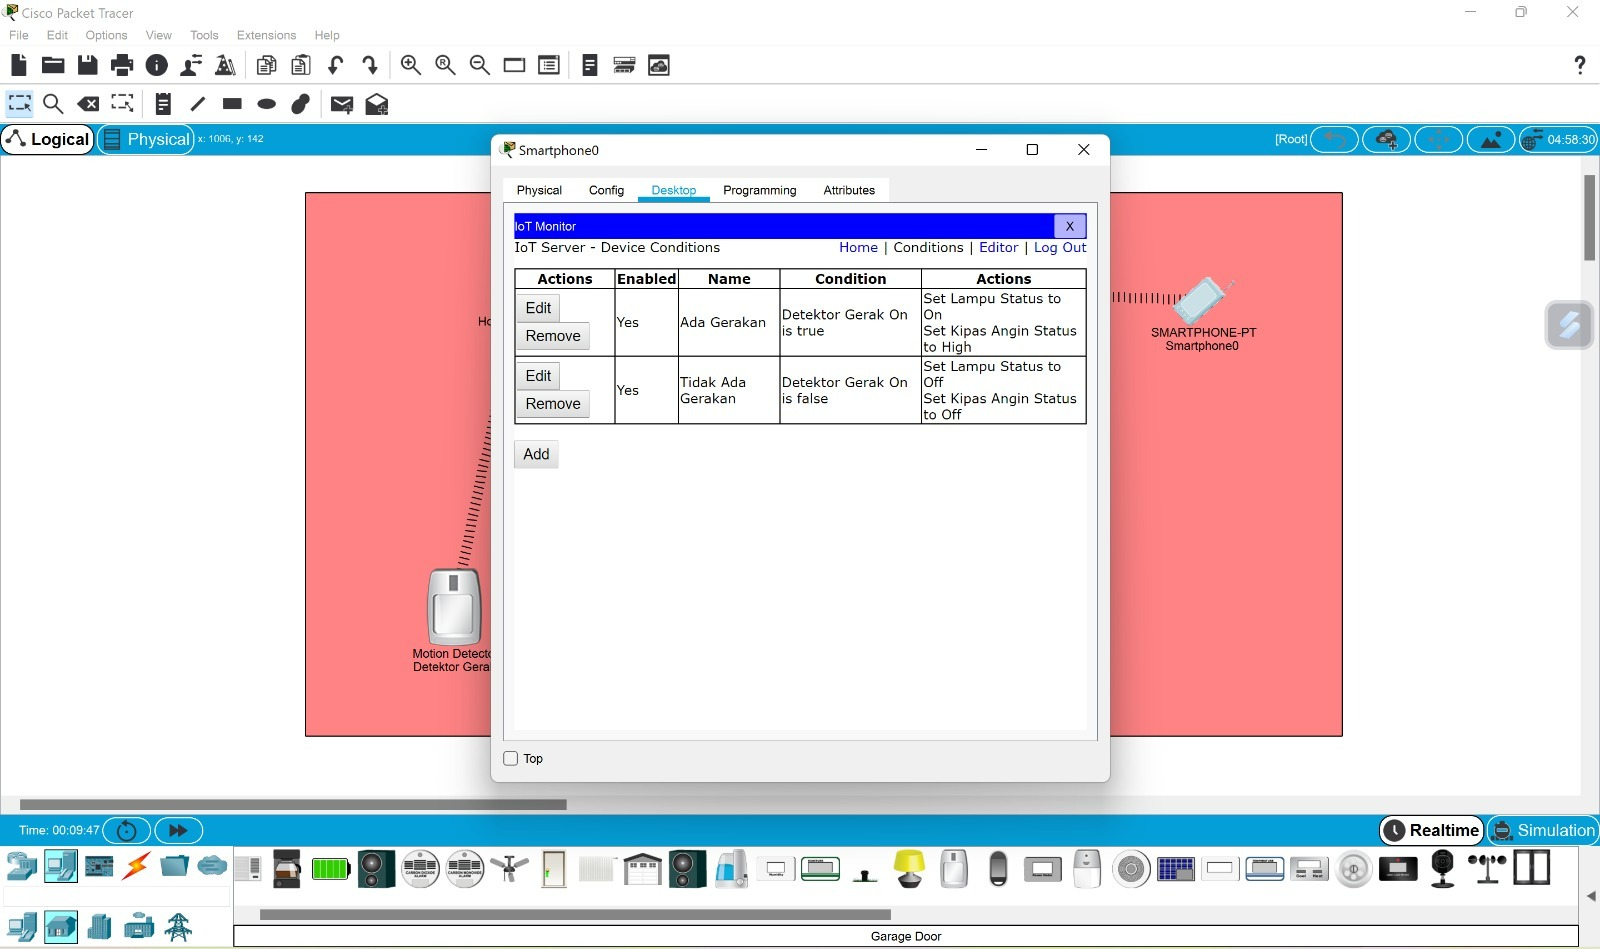 Cisco Packet Tracer
File Edit Options View Tools Extensions Help
Logical Physical x: 1006, y: 142 [Root] 04:58:30
Smartphone0
Physical Config Desktop Programming Attributes
IoT Monitor X
IoT Server - Device Conditions Home | Conditions | Editor | Log Out
Actions Enabled Name Condition Actions
Edit
Remove
Yes
Ada Gerakan
Detektor Gerak On
is true
Set Lampu Status to
On
Set Kipas Angin Status
to High
Edit
Remove
Yes
Tidak Ada
Gerakan
Detektor Gerak On
is false
Set Lampu Status to
Off
Set Kipas Angin Status
to Off
Add
Top
Ho
SMARTPHONE-PT
Smartphone0
Motion Detecto
Detektor Gera
Time: 00:09:47 Realtime Simulation
Garage Door